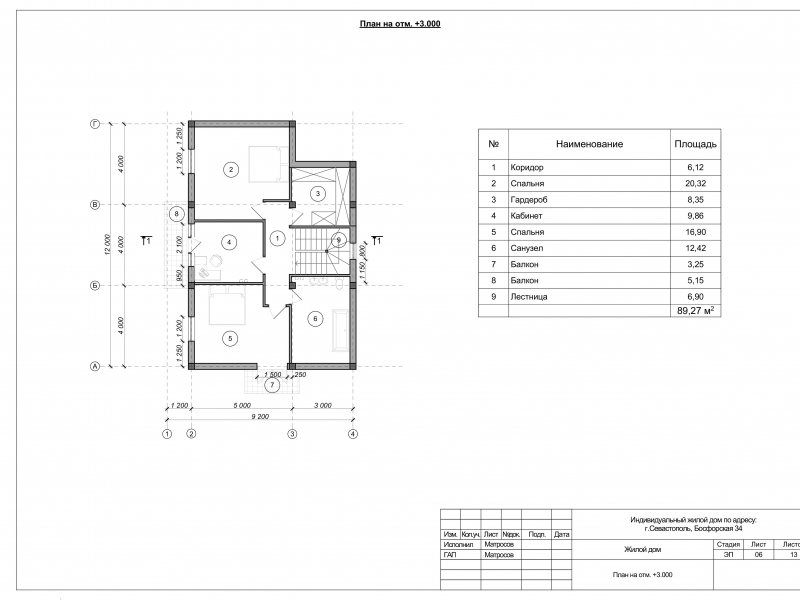 План на отм. +3.000
Г
В
Б
А
1 250
1 200
4 000
2 100
4 000
12 000
950
1 200
1 250
4 000
800
1 150
1
1
2
3
8
4
1
9
6
5
7
1 500
250
1 200
5 000
3 000
9 200
1
2
3
4
№ Наименование Площадь
1 Коридор 6,12
2 Спальня 20,32
3 Гардероб 8,35
4 Кабинет 9,86
5 Спальня 16,90
6 Санузел 12,42
7 Балкон 3,25
8 Балкон 5,15
9 Лестница 6,90
89,27 м²
Индивидуальный жилой дом по адресу:
г.Севастополь, Босфорская 34
Изм. Кол.уч. Лист №док. Подп. Дата
Исполнил Матросов
ГАП Матросов
Жилой дом
Стадия Лист Листо
ЭП 06 13
План на отм. +3.000